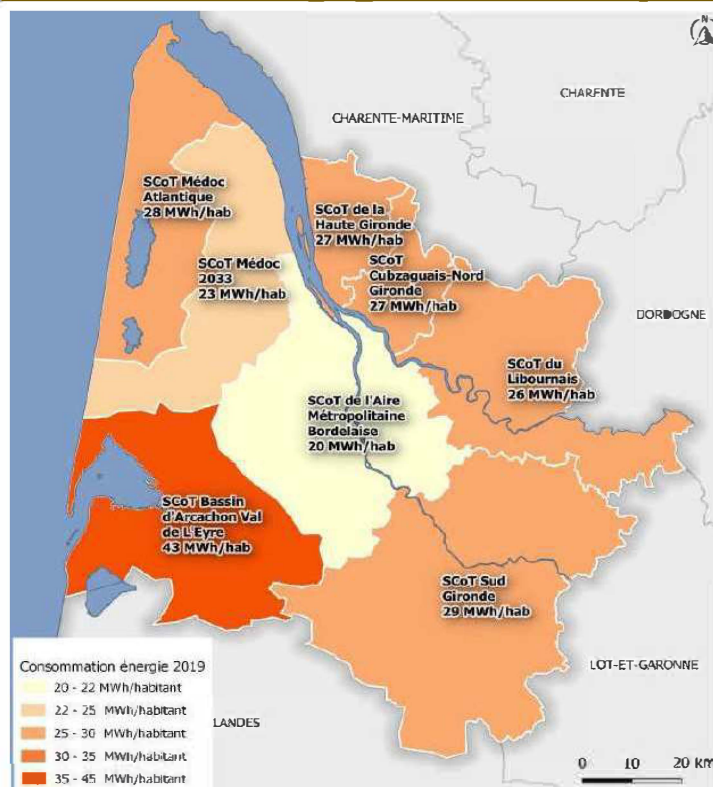 N
CHARENTE
CHARENTE-MARITIME
SCoT Médoc
Atlantique
28 MWh/hab
SCoT de la
Haute Gironde
27 MWh/hab
SCoT Médoc
2033
23 MWh/hab
SCoT
Cubzaguais-Nord
Gironde
27 MWh/hab
DORDOGNE
SCoT du
Libournais
26 MWh/hab
SCoT de l'Aire
Métropolitaine
Bordelaise
20 MWh/hab
SCoT Bassin
d'Arcachon Val
de L'Eyre
43 MWh/hab
SCoT Sud
Gironde
29 MWh/hab
LOT-ET-GARONNE
LANDES
Consommation énergie 2019
20 - 22 MWh/habitant
22 - 25 MWh/habitant
25 - 30 MWh/habitant
30 - 35 MWh/habitant
35 - 45 MWh/habitant
0 10 20 km